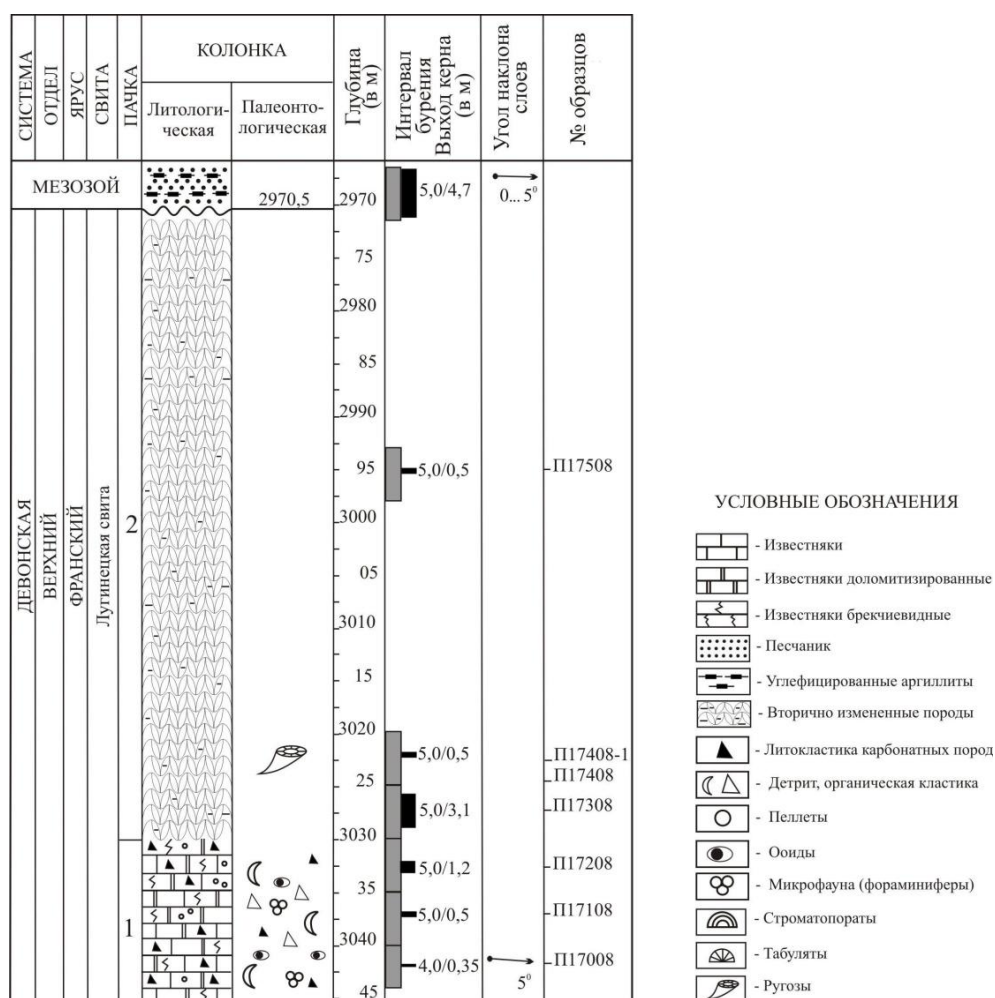 СИСТЕМА
ОТДЕЛ
ЯРУС
СВИТА
ПАЧКА
КОЛОНКА
Литологи-
ческая
Палеонто-
логическая
Глубина
(в м)
Интервал
бурения
Выход керна
(в м)
Угол наклона
слоев
№ образцов
МЕЗОЗОЙ
2970,5
2970
5,0/4,7
0... 5⁰
75
2980
85
2990
95
5,0/0,5
П17508
ДЕВОНСКАЯ
ВЕРХНИЙ
ФРАНСКИЙ
Лугинецкая свита
2
3000
05
3010
15
3020
5,0/0,5
П17408-1
П17408
25
5,0/3,1
П17308
3030
5,0/1,2
П17208
35
5,0/0,5
П17108
1
3040
4,0/0,35
5⁰
П17008
45
УСЛОВНЫЕ ОБОЗНАЧЕНИЯ
- Известняки
- Известняки доломитизированные
- Известняки брекчиевидные
- Песчаник
- Углефицированные аргиллиты
- Вторично измененные породы
- Литокластика карбонатных пород
- Детрит, органическая кластика
- Пеллеты
- Ооиды
- Микрофауна (фораминиферы)
- Строматопораты
- Табуляты
- Ругозы